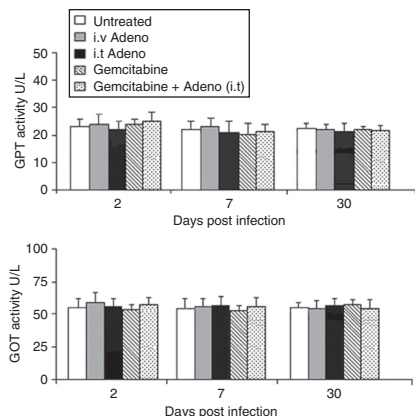 Untreated
i.v Adeno
i.t Adeno
Gemcitabine
Gemcitabine + Adeno (i.t)
GPT activity U/L
50
40
30
20
10
0
2 7 30
Days post infection
GOT activity U/L
100
75
50
25
0
2 7 30
Days post infection